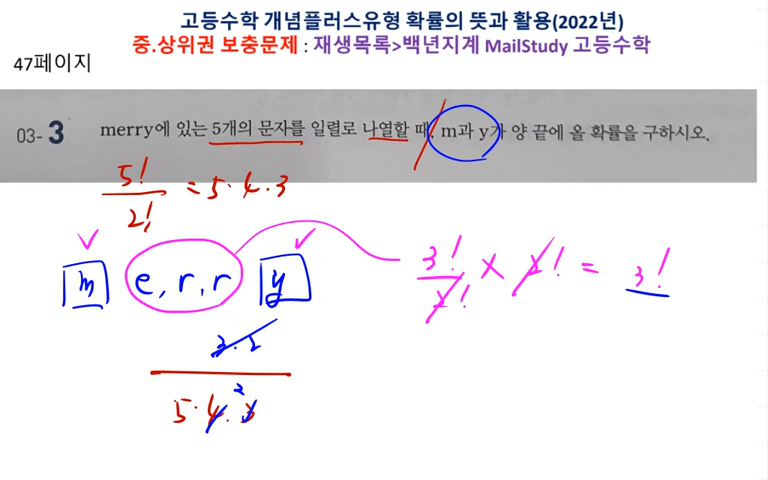 고등수학 개념플러스유형 확률의 뜻과 활용(2022년)
중.상위권 보충문제 : 재생목록>백년지계 MailStudy 고등수학
47페이지
03-3 merry에 있는 5개의 문자를 일렬로 나열할 때, m과 y가 양 끝에 올 확률을 구하시오.
5!/2! = 5·4·3
m e, r, r y
3!/2! × 2! = 3!
3·2
5·4·3
2